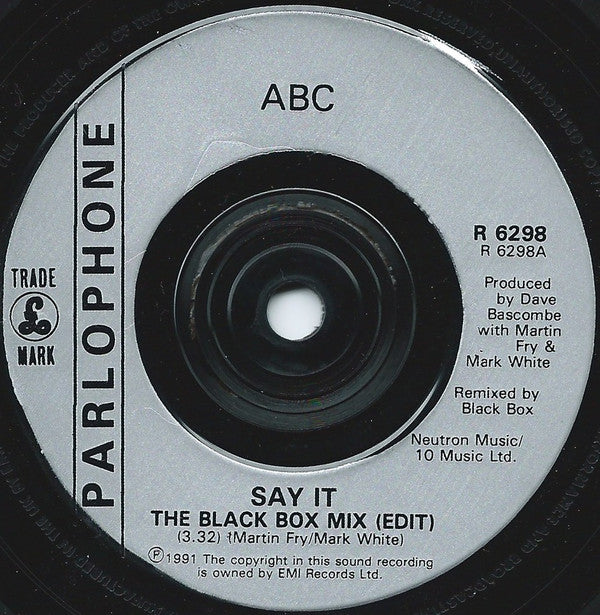 ABC
PARLOPHONE
TRADE
MARK
R 6298
R 6298A
Produced
by Dave
Bascombe
with Martin
Fry &
Mark White
Remixed by
Black Box
Neutron Music/
10 Music Ltd.
SAY IT
THE BLACK BOX MIX (EDIT)
(3.32) (Martin Fry/Mark White)
℗1991 The copyright in this sound recording
is owned by EMI Records Ltd.